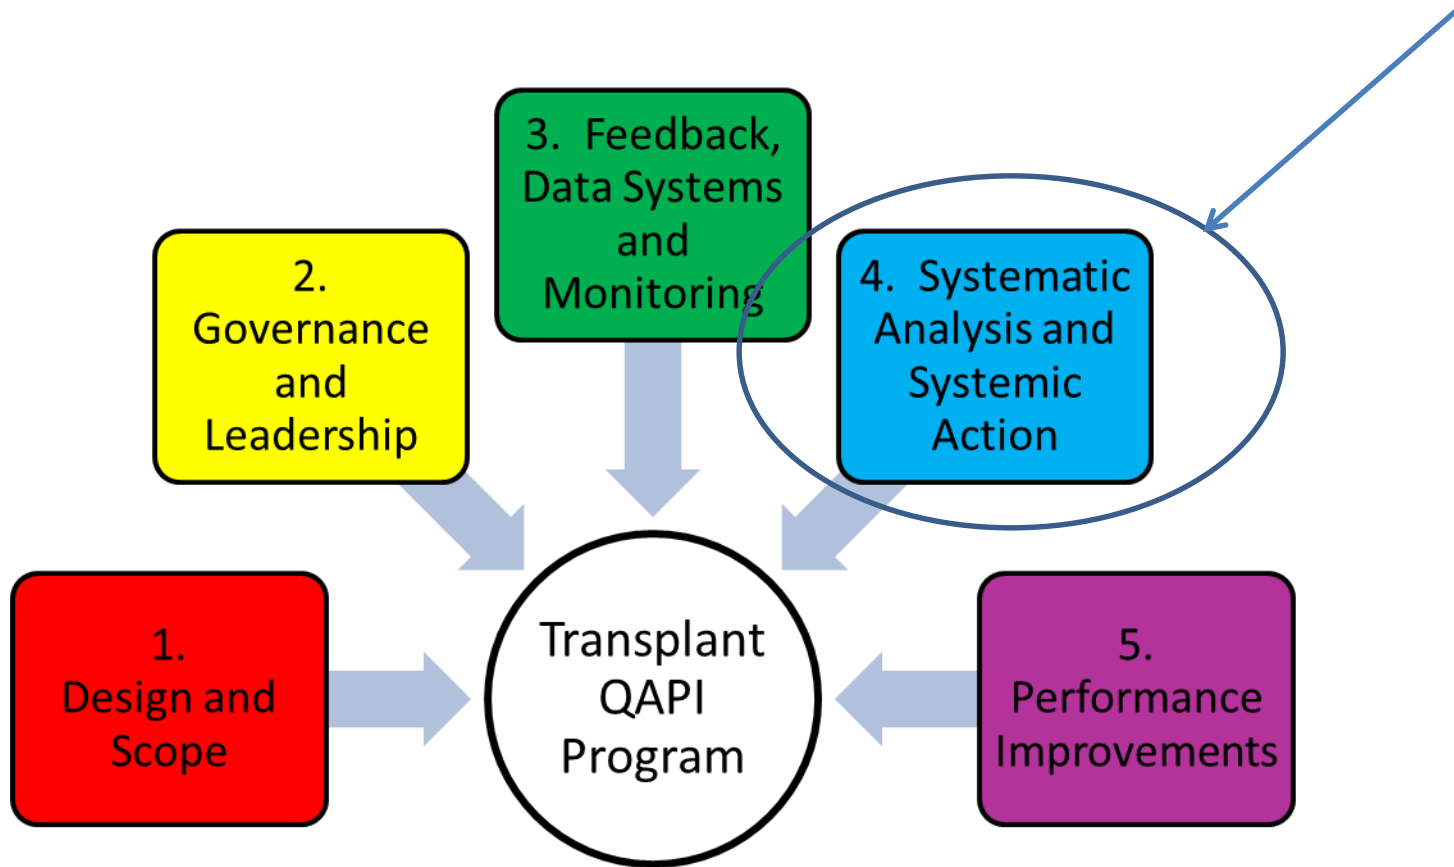 1.
Design and
Scope
2.
Governance
and
Leadership
3. Feedback,
Data Systems
and
Monitoring
4. Systematic
Analysis and
Systemic
Action
5.
Performance
Improvements
Transplant
QAPI
Program